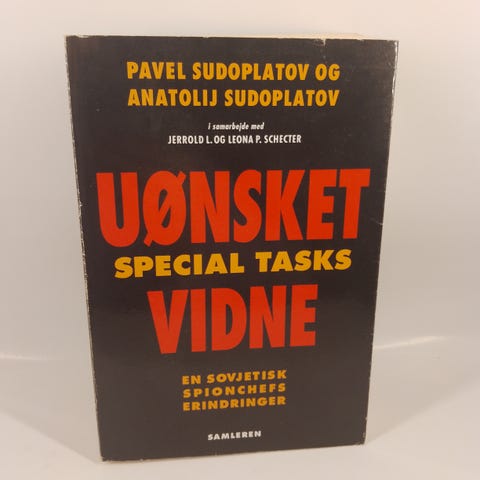 PAVEL SUDOPLATOV OG
ANATOLIJ SUDOPLATOV
i samarbejde med
JERROLD L. OG LEONA P. SCHECTER
UØNSKET
SPECIAL TASKS
VIDNE
EN SOVJETISK
SPIONCHEFS
ERINDRINGER
SAMLEREN